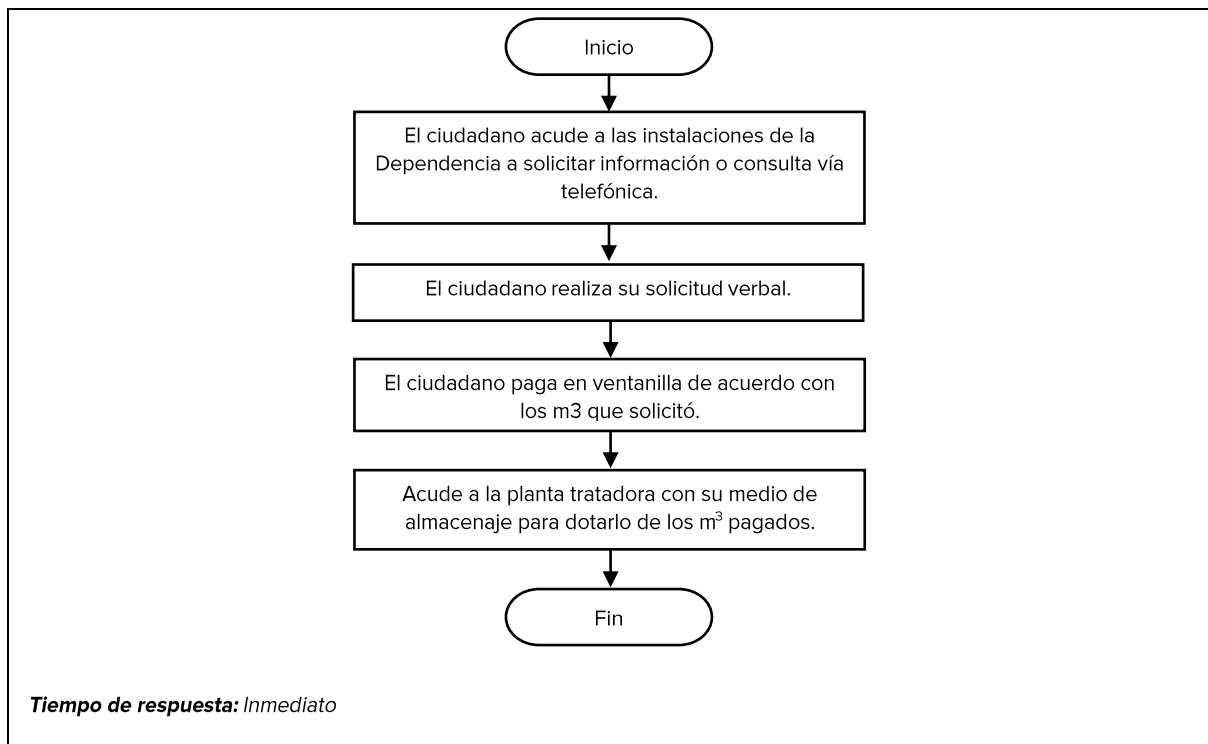 Inicio
El ciudadano acude a las instalaciones de la
Dependencia a solicitar información o consulta vía
telefónica.
El ciudadano realiza su solicitud verbal.
El ciudadano paga en ventanilla de acuerdo con
los m3 que solicitó.
Acude a la planta tratadora con su medio de
almacenaje para dotarlo de los m³ pagados.
Fin
Tiempo de respuesta: Inmediato